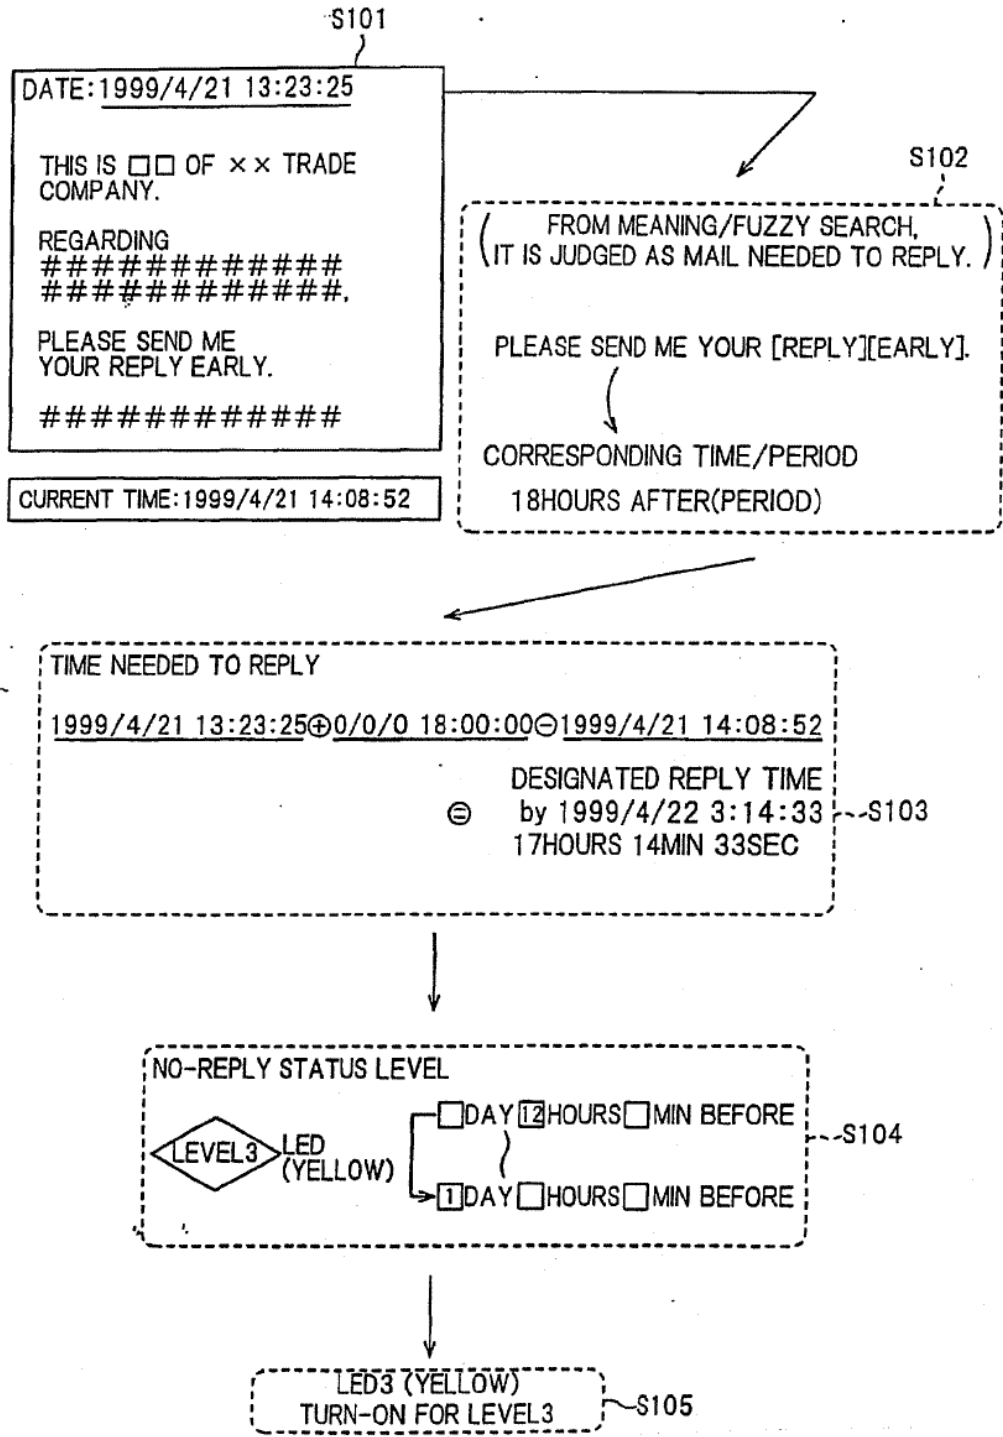 S101
DATE:1999/4/21 13:23:25
THIS IS □□ OF ×× TRADE
COMPANY.
REGARDING
############
############.
PLEASE SEND ME
YOUR REPLY EARLY.
############
CURRENT TIME:1999/4/21 14:08:52
S102
(FROM MEANING/FUZZY SEARCH,
IT IS JUDGED AS MAIL NEEDED TO REPLY.)
PLEASE SEND ME YOUR [REPLY][EARLY].
CORRESPONDING TIME/PERIOD
18HOURS AFTER(PERIOD)
TIME NEEDED TO REPLY
1999/4/21 13:23:25⊕0/0/0 18:00:00⊖1999/4/21 14:08:52
DESIGNATED REPLY TIME
⊜ by 1999/4/22 3:14:33
17HOURS 14MIN 33SEC
S103
NO-REPLY STATUS LEVEL
LEVEL3 LED
(YELLOW)
□DAY 12HOURS□MIN BEFORE
1DAY□HOURS□MIN BEFORE
S104
LED3 (YELLOW)
TURN-ON FOR LEVEL3
S105